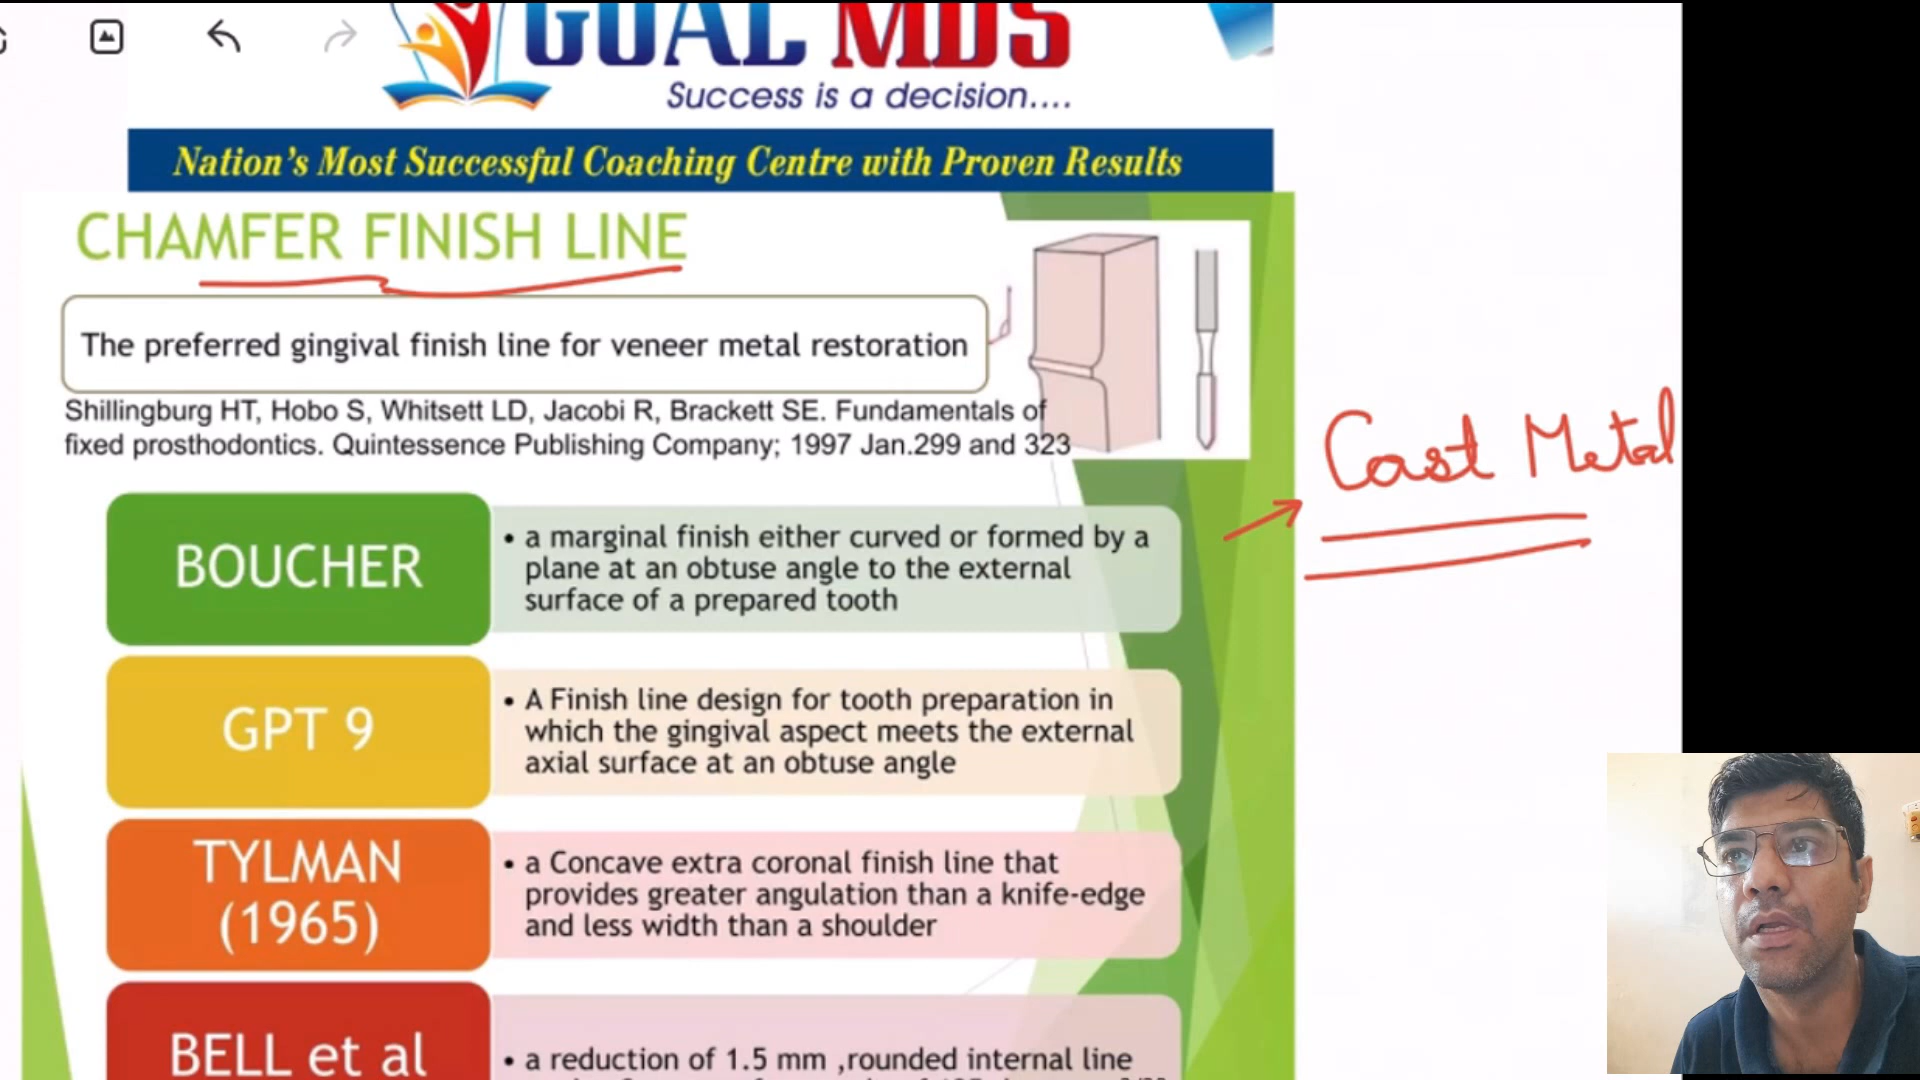 GOAL MDS
Success is a decision....
Nation's Most Successful Coaching Centre with Proven Results
CHAMFER FINISH LINE
The preferred gingival finish line for veneer metal restoration
Shillingburg HT, Hobo S, Whitsett LD, Jacobi R, Brackett SE. Fundamentals of
fixed prosthodontics. Quintessence Publishing Company; 1997 Jan.299 and 323
Cast Metal
BOUCHER
• a marginal finish either curved or formed by a
plane at an obtuse angle to the external
surface of a prepared tooth
GPT 9
• A Finish line design for tooth preparation in
which the gingival aspect meets the external
axial surface at an obtuse angle
TYLMAN
(1965)
• a Concave extra coronal finish line that
provides greater angulation than a knife-edge
and less width than a shoulder
BELL et al
• a reduction of 1.5 mm ,rounded internal line